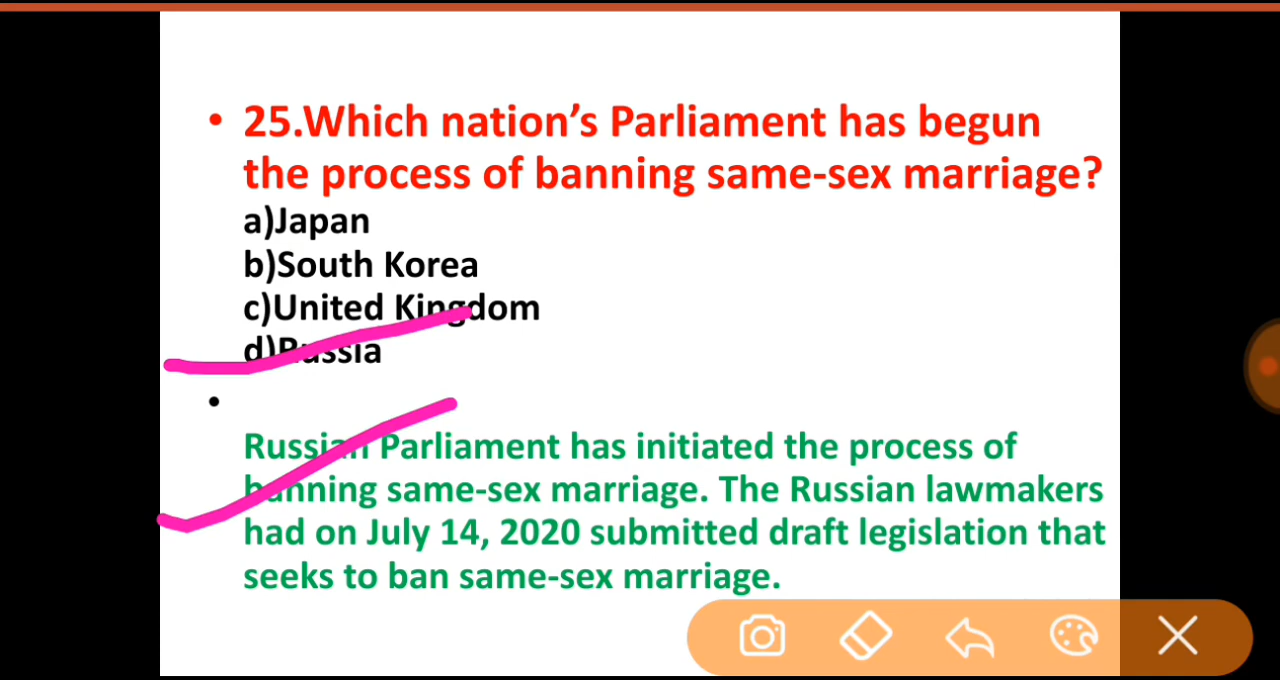 • 25.Which nation’s Parliament has begun
the process of banning same-sex marriage?
a)Japan
b)South Korea
c)United Kingdom
d)Russia
•
Russian Parliament has initiated the process of
banning same-sex marriage. The Russian lawmakers
had on July 14, 2020 submitted draft legislation that
seeks to ban same-sex marriage.